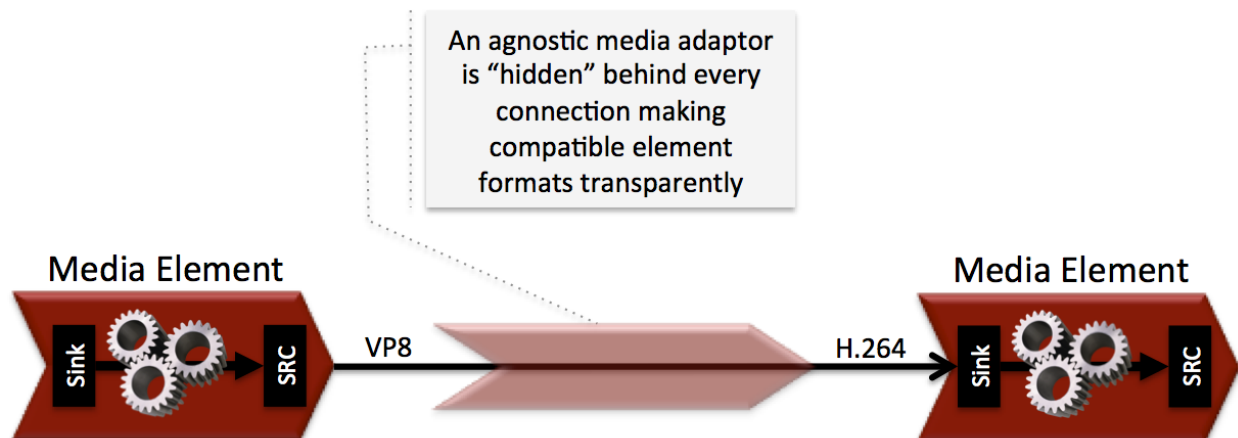 An agnostic media adaptor
is “hidden” behind every
connection making
compatible element
formats transparently
Media Element
Media Element
Sink
SRC
VP8
H.264
Sink
SRC